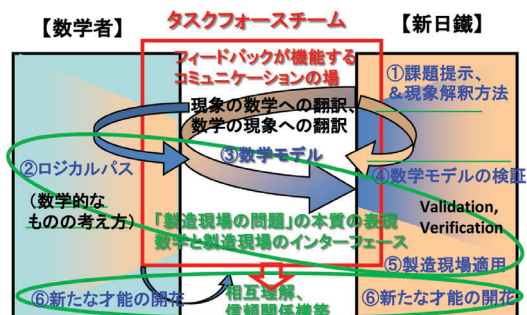 【数学者】
タスクフォースチーム
【新日鐵】
フィードバックが機能する
コミュニケーションの場
①課題提示、
&現象解釈方法
現象の数学への翻訳、
数学の現象への翻訳
②ロジカルパス
(数学的な
ものの考え方)
③数学モデル
④数学モデルの検証
Validation,
Verification
「製造現場の問題」の本質の表現
数学と製造現場のインターフェース
⑤製造現場適用
⑥新たな才能の開花
相互理解、
信頼関係構築
⑥新たな才能の開花